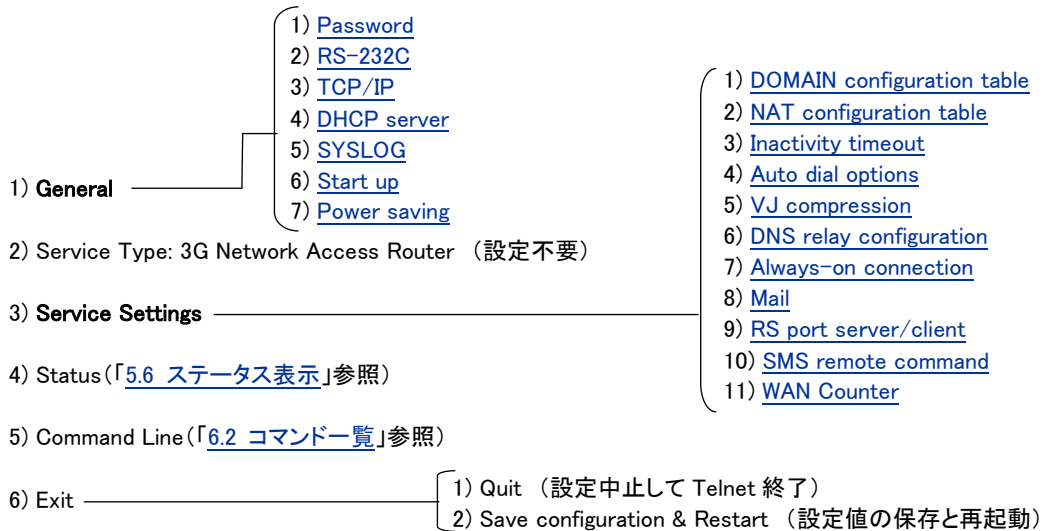 1) General
1) Password
2) RS-232C
3) TCP/IP
4) DHCP server
5) SYSLOG
6) Start up
7) Power saving
2) Service Type: 3G Network Access Router （設定不要）
3) Service Settings
1) DOMAIN configuration table
2) NAT configuration table
3) Inactivity timeout
4) Auto dial options
5) VJ compression
6) DNS relay configuration
7) Always-on connection
8) Mail
9) RS port server/client
10) SMS remote command
11) WAN Counter
4) Status（「5.6 ステータス表示」参照）
5) Command Line（「6.2 コマンド一覧」参照）
6) Exit
1) Quit （設定中止して Telnet 終了）
2) Save configuration & Restart （設定値の保存と再起動）